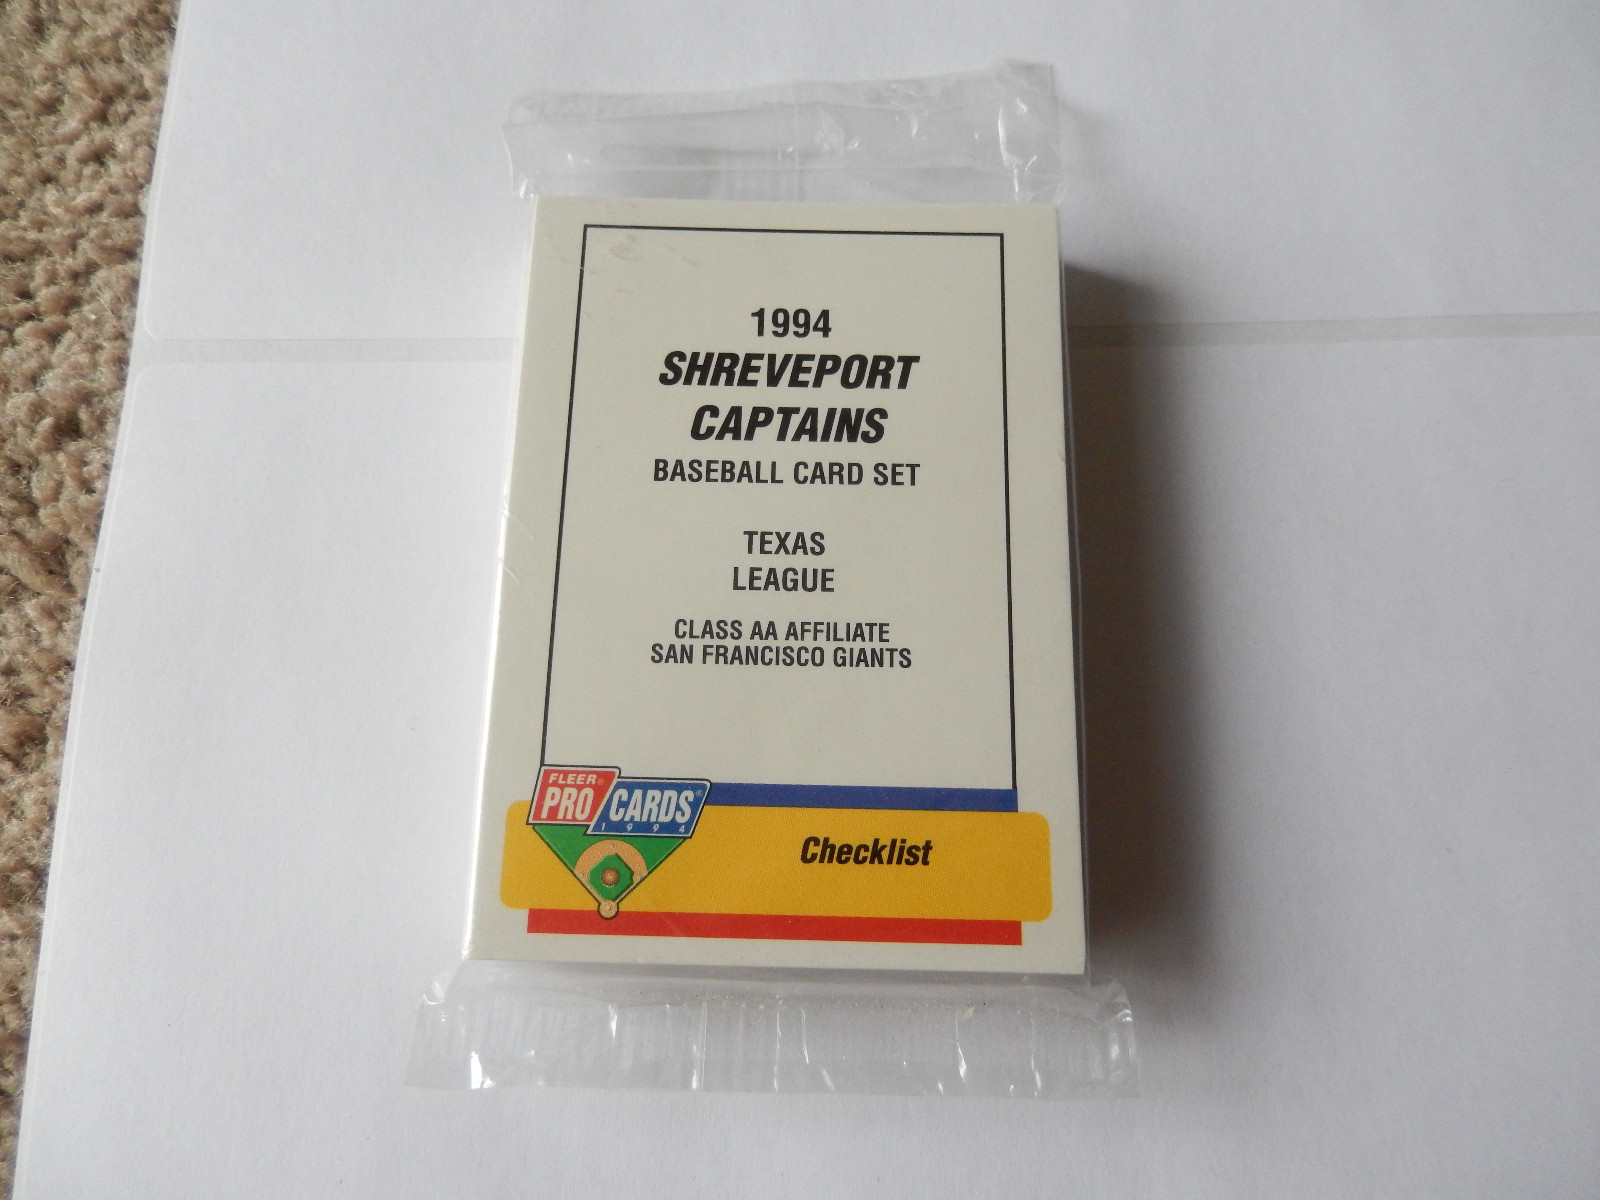 1994
SHREVEPORT
CAPTAINS
BASEBALL CARD SET
TEXAS
LEAGUE
CLASS AA AFFILIATE
SAN FRANCISCO GIANTS
FLEER®
PRO CARDS®
1994
Checklist